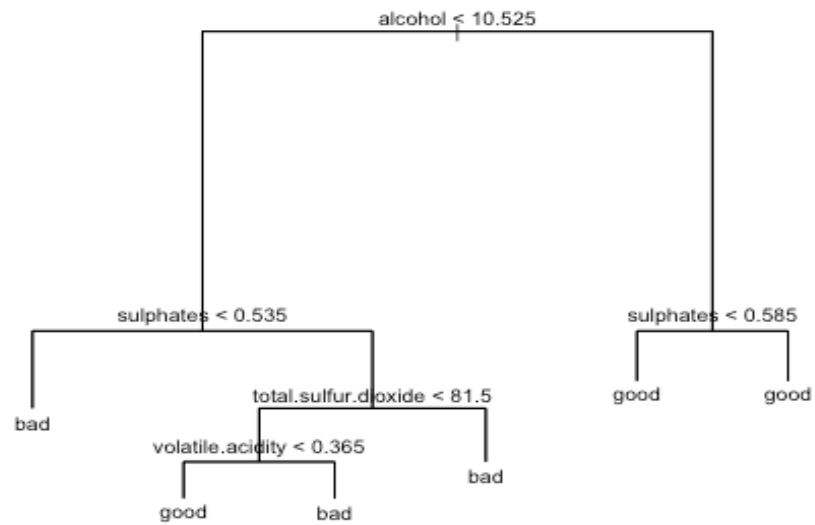 alcohol < 10.525
sulphates < 0.535
sulphates < 0.585
bad
total.sulfur.dioxide < 81.5
good
good
volatile.acidity < 0.365
bad
good
bad